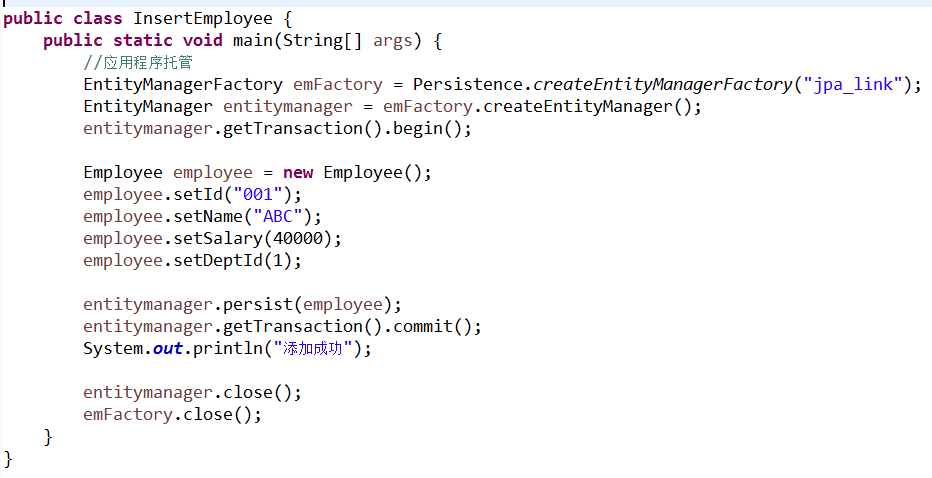 public class InsertEmployee {
public static void main(String[] args) {
//应用程序托管
EntityManagerFactory emFactory = Persistence.createEntityManagerFactory("jpa_link");
EntityManager entitymanager = emFactory.createEntityManager();
entitymanager.getTransaction().begin();
Employee employee = new Employee();
employee.setId("001");
employee.setName("ABC");
employee.setSalary(40000);
employee.setDeptId(1);
entitymanager.persist(employee);
entitymanager.getTransaction().commit();
System.out.println("添加成功");
entitymanager.close();
emFactory.close();
}
}